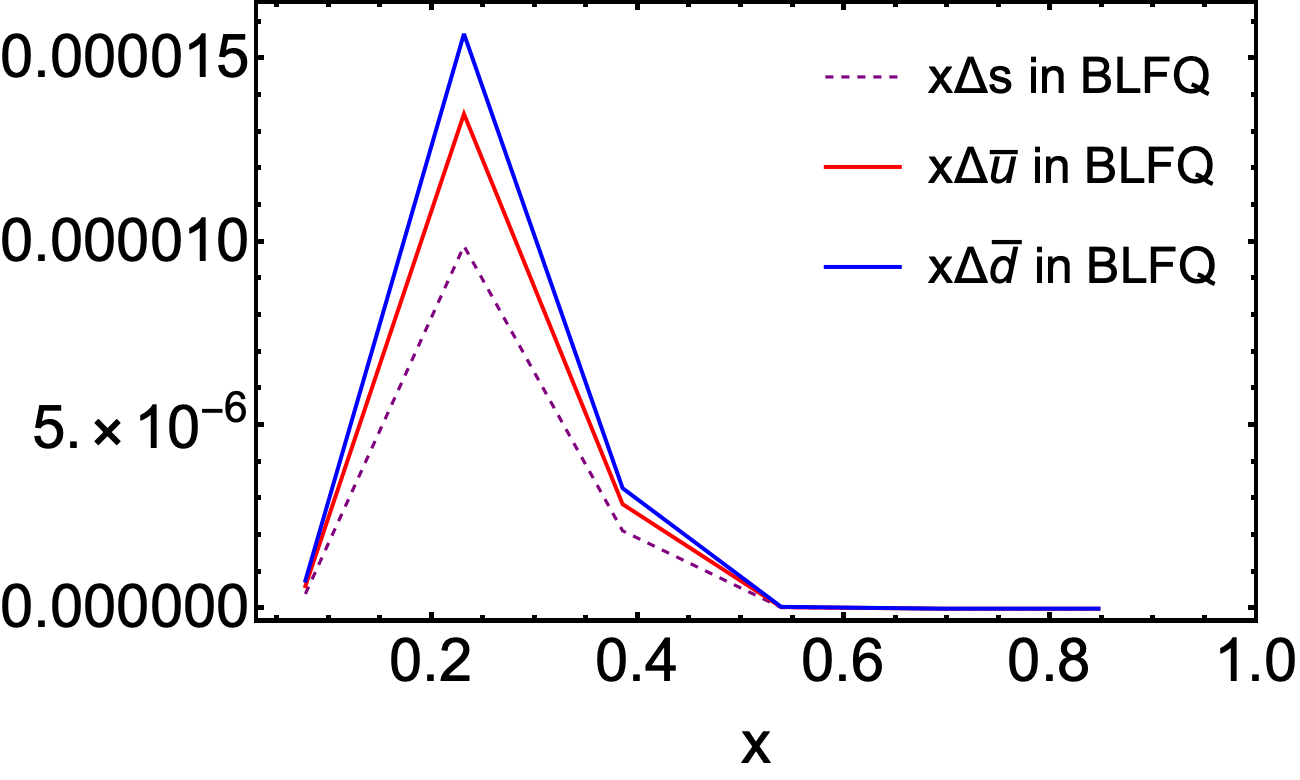 0.000015
0.000010
5.×10⁻⁶
0.000000
xΔs in BLFQ
xΔu̅ in BLFQ
xΔd̅ in BLFQ
0.2 0.4 0.6 0.8 1.0
x